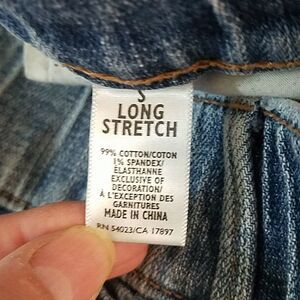 S
LONG
STRETCH
99% COTTON/COTON
1% SPANDEX/
ELASTHANNE
EXCLUSIVE OF
DECORATION/
À L'EXCEPTION DES
GARNITURES
MADE IN CHINA
RN 54023/CA 17897